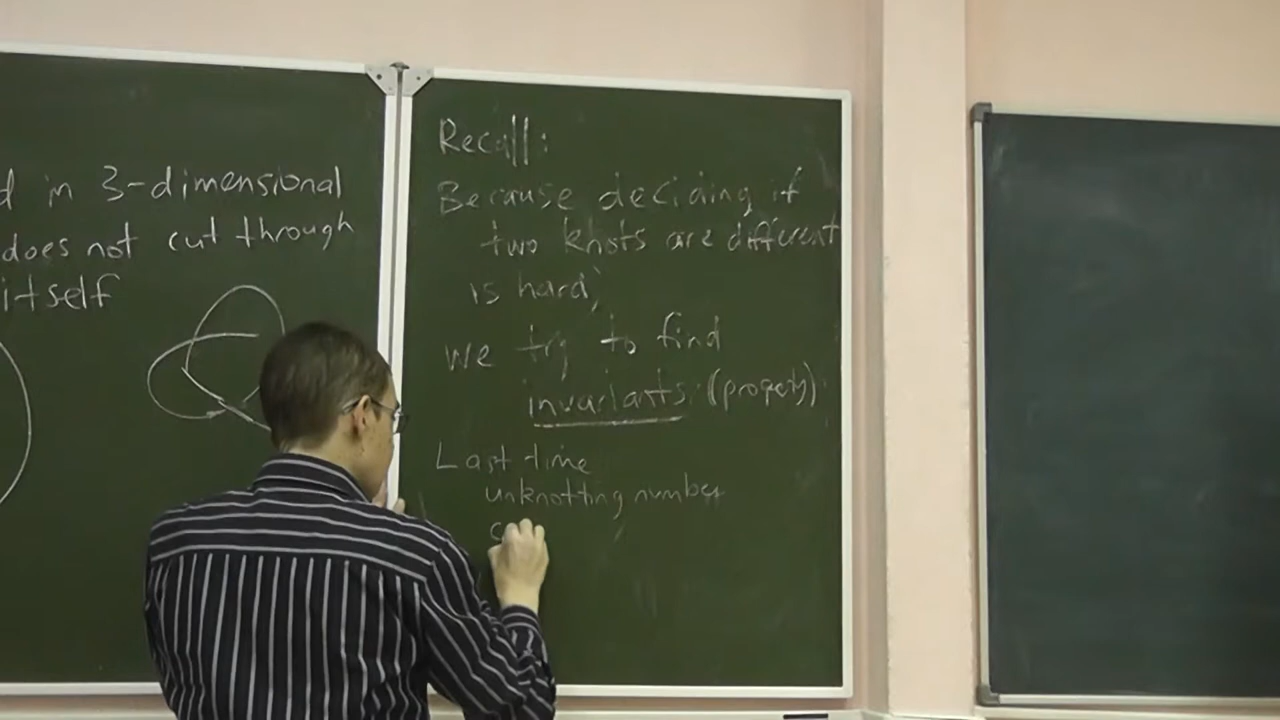 d in 3-dimensional
does not cut through
itself
Recall:
Because deciding if
two knots are different
is hard,
we try to find
invariants (property)
Last time
unknotting number
c